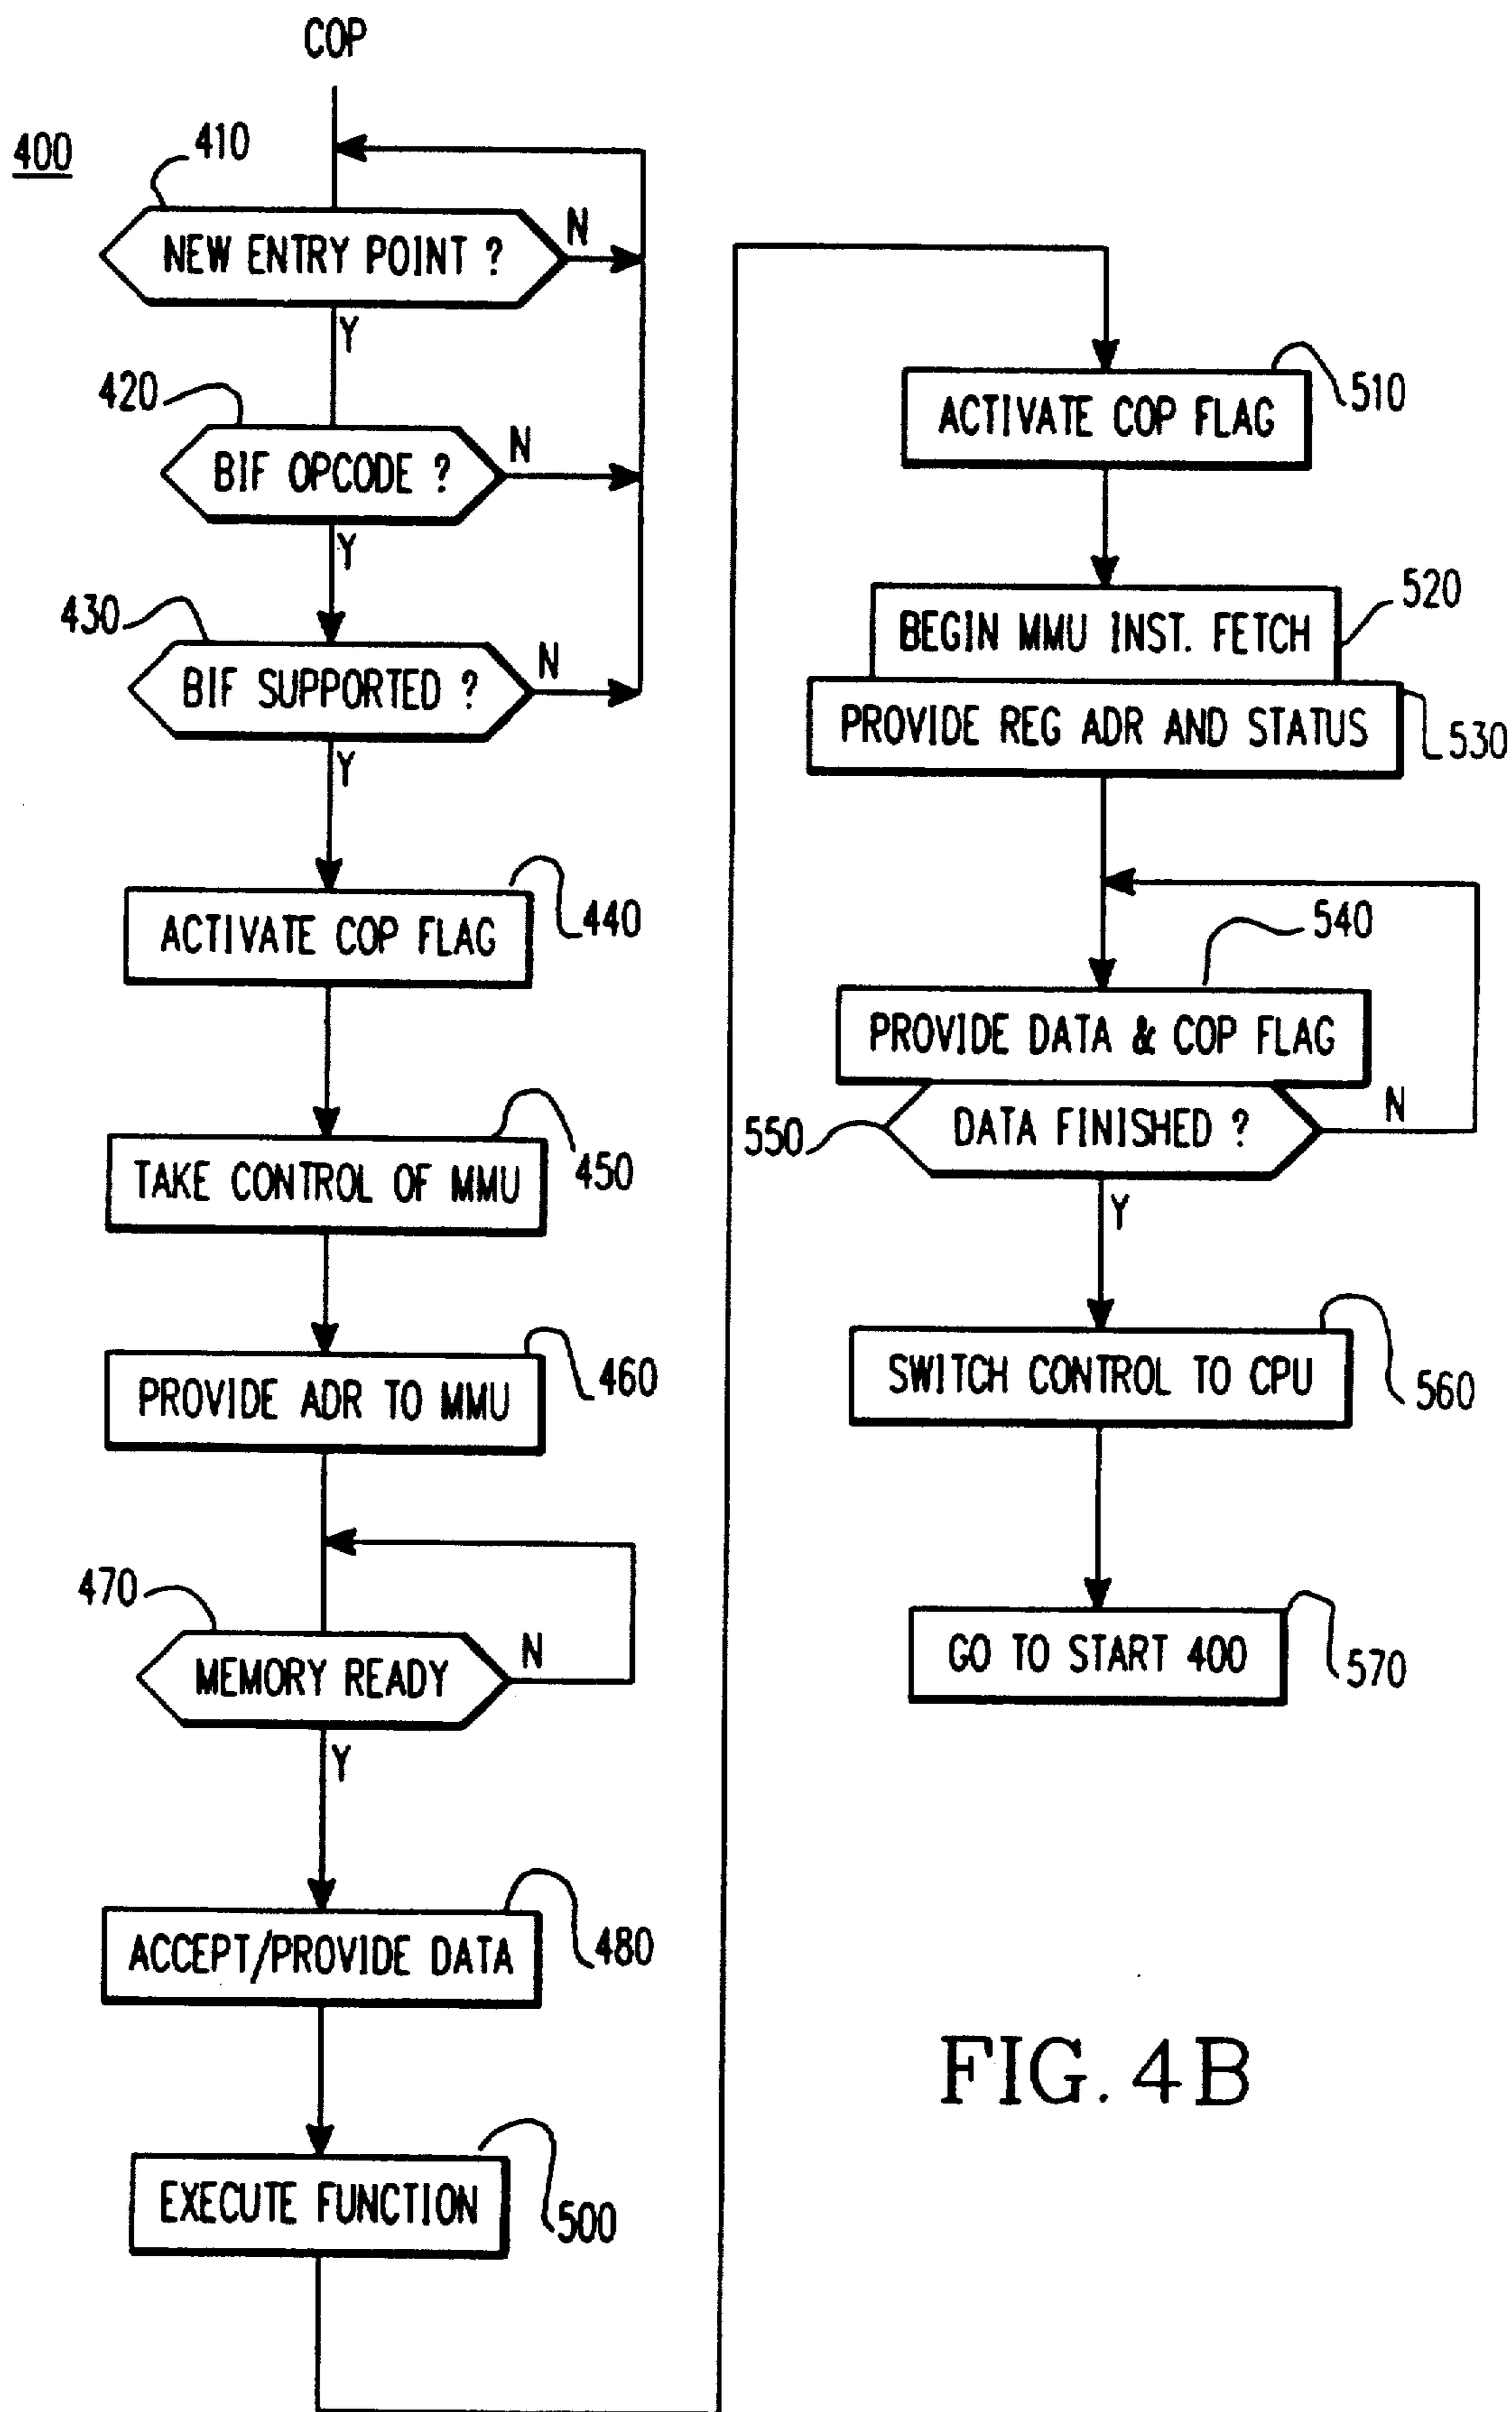 COP
400
410
NEW ENTRY POINT ?
N
Y
420
BIF OPCODE ?
N
Y
430
BIF SUPPORTED ?
N
Y
ACTIVATE COP FLAG
440
TAKE CONTROL OF MMU
450
PROVIDE ADR TO MMU
460
470
MEMORY READY
N
Y
ACCEPT/PROVIDE DATA
480
EXECUTE FUNCTION
500
ACTIVATE COP FLAG
510
BEGIN MMU INST. FETCH
520
PROVIDE REG ADR AND STATUS
530
540
PROVIDE DATA & COP FLAG
550
DATA FINISHED ?
N
Y
SWITCH CONTROL TO CPU
560
GO TO START 400
570
FIG. 4B